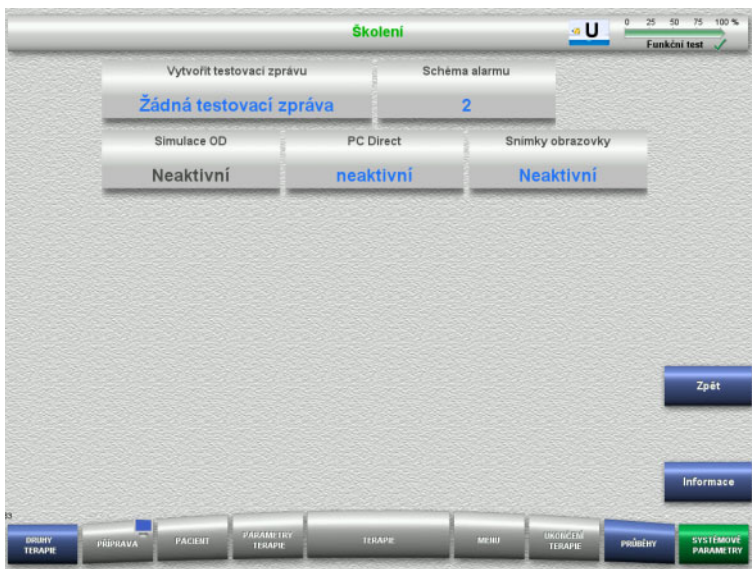 Školení
U
0 25 50 75 100 %
Funkční test
Vytvořit testovací zprávu
Schéma alarmu
Žádná testovací zpráva
2
Simulace OD
PC Direct
Snímky obrazovky
Neaktivní
neaktivní
Neaktivní
Zpět
Informace
53
DRUHY
TERAPIE
PŘÍPRAVA
PACIENT
PARAMETRY
TERAPIE
TERAPIE
MENU
UKONČENÍ
TERAPIE
PRŮBĚHY
SYSTÉMOVÉ
PARAMETRY